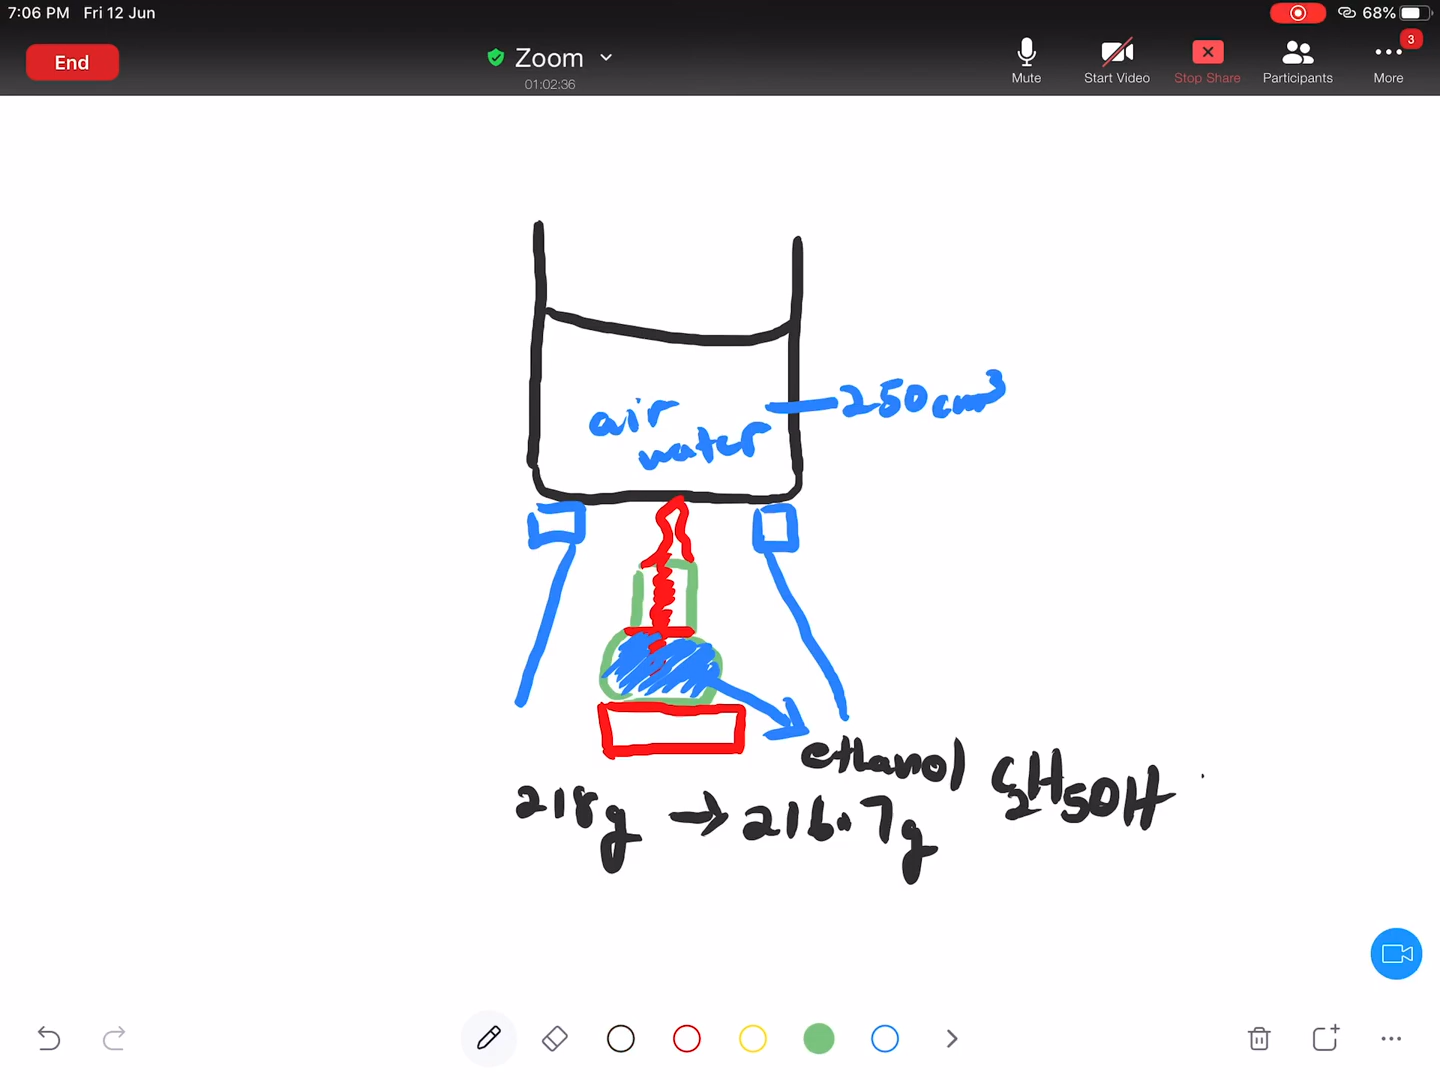 7:06 PM Fri 12 Jun
68%
End
Zoom
01:02:36
Mute
Start Video
Stop Share
Participants
3
More
250cm³
air
water
ethanol C₂H₅OH
218g → 216.7g